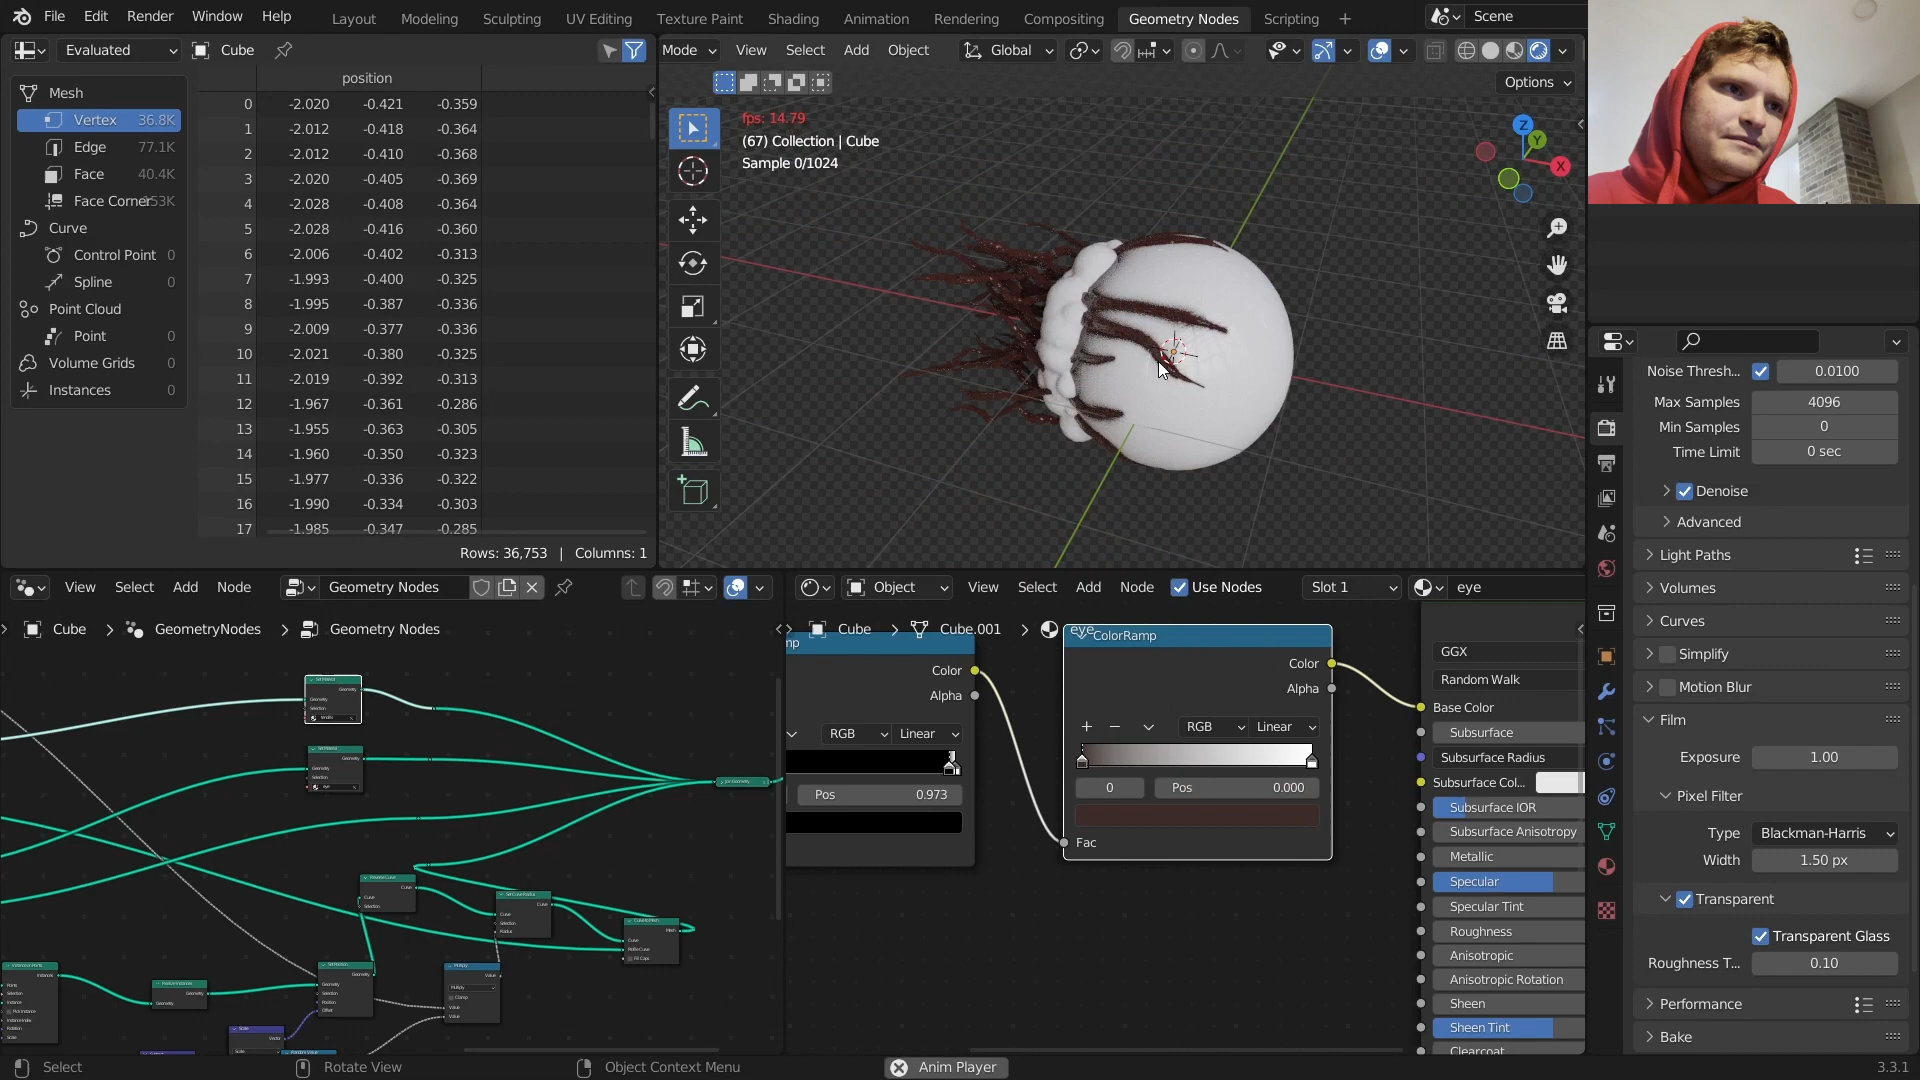 File Edit Render Window Help
Layout Modeling Sculpting UV Editing Texture Paint Shading Animation Rendering Compositing Geometry Nodes Scripting
Scene
Evaluated
Cube
Mode View Select Add Object
Global
Options
Mesh
Vertex 36.8K
Edge 77.1K
Face 40.4K
Face Corner 153K
Curve
Control Point 0
Spline 0
Point Cloud
Point 0
Volume Grids 0
Instances 0
position
0 -2.020 -0.421 -0.359
1 -2.012 -0.418 -0.364
2 -2.012 -0.410 -0.368
3 -2.020 -0.405 -0.369
4 -2.028 -0.408 -0.364
5 -2.028 -0.416 -0.360
6 -2.006 -0.402 -0.313
7 -1.993 -0.400 -0.325
8 -1.995 -0.387 -0.336
9 -2.009 -0.377 -0.336
10 -2.021 -0.380 -0.325
11 -2.019 -0.392 -0.313
12 -1.967 -0.361 -0.286
13 -1.955 -0.363 -0.305
14 -1.960 -0.350 -0.323
15 -1.977 -0.336 -0.322
16 -1.990 -0.334 -0.303
17 -1.985 -0.347 -0.285
Rows: 36,753 | Columns: 1
fps: 14.79
(67) Collection | Cube
Sample 0/1024
Z
Y
X
Noise Thresh... 0.0100
Max Samples 4096
Min Samples 0
Time Limit 0 sec
Denoise
Advanced
Light Paths
Volumes
Curves
Simplify
Motion Blur
Film
Exposure 1.00
Pixel Filter
Type Blackman-Harris
Width 1.50 px
Transparent
Transparent Glass
Roughness T... 0.10
Performance
Bake
View Select Add Node
Geometry Nodes
Cube > GeometryNodes > Geometry Nodes
Object
View Select Add Node
Use Nodes
Slot 1
eye
Cube > Cube.001 > eye
mp
Color
Alpha
RGB Linear
Pos 0.973
ColorRamp
Color
Alpha
RGB Linear
0 Pos 0.000
Fac
GGX
Random Walk
Base Color
Subsurface
Subsurface Radius
Subsurface Col...
Subsurface IOR
Subsurface Anisotropy
Metallic
Specular
Specular Tint
Roughness
Anisotropic
Anisotropic Rotation
Sheen
Sheen Tint
Clearcoat
Select
Rotate View
Object Context Menu
Anim Player
3.3.1